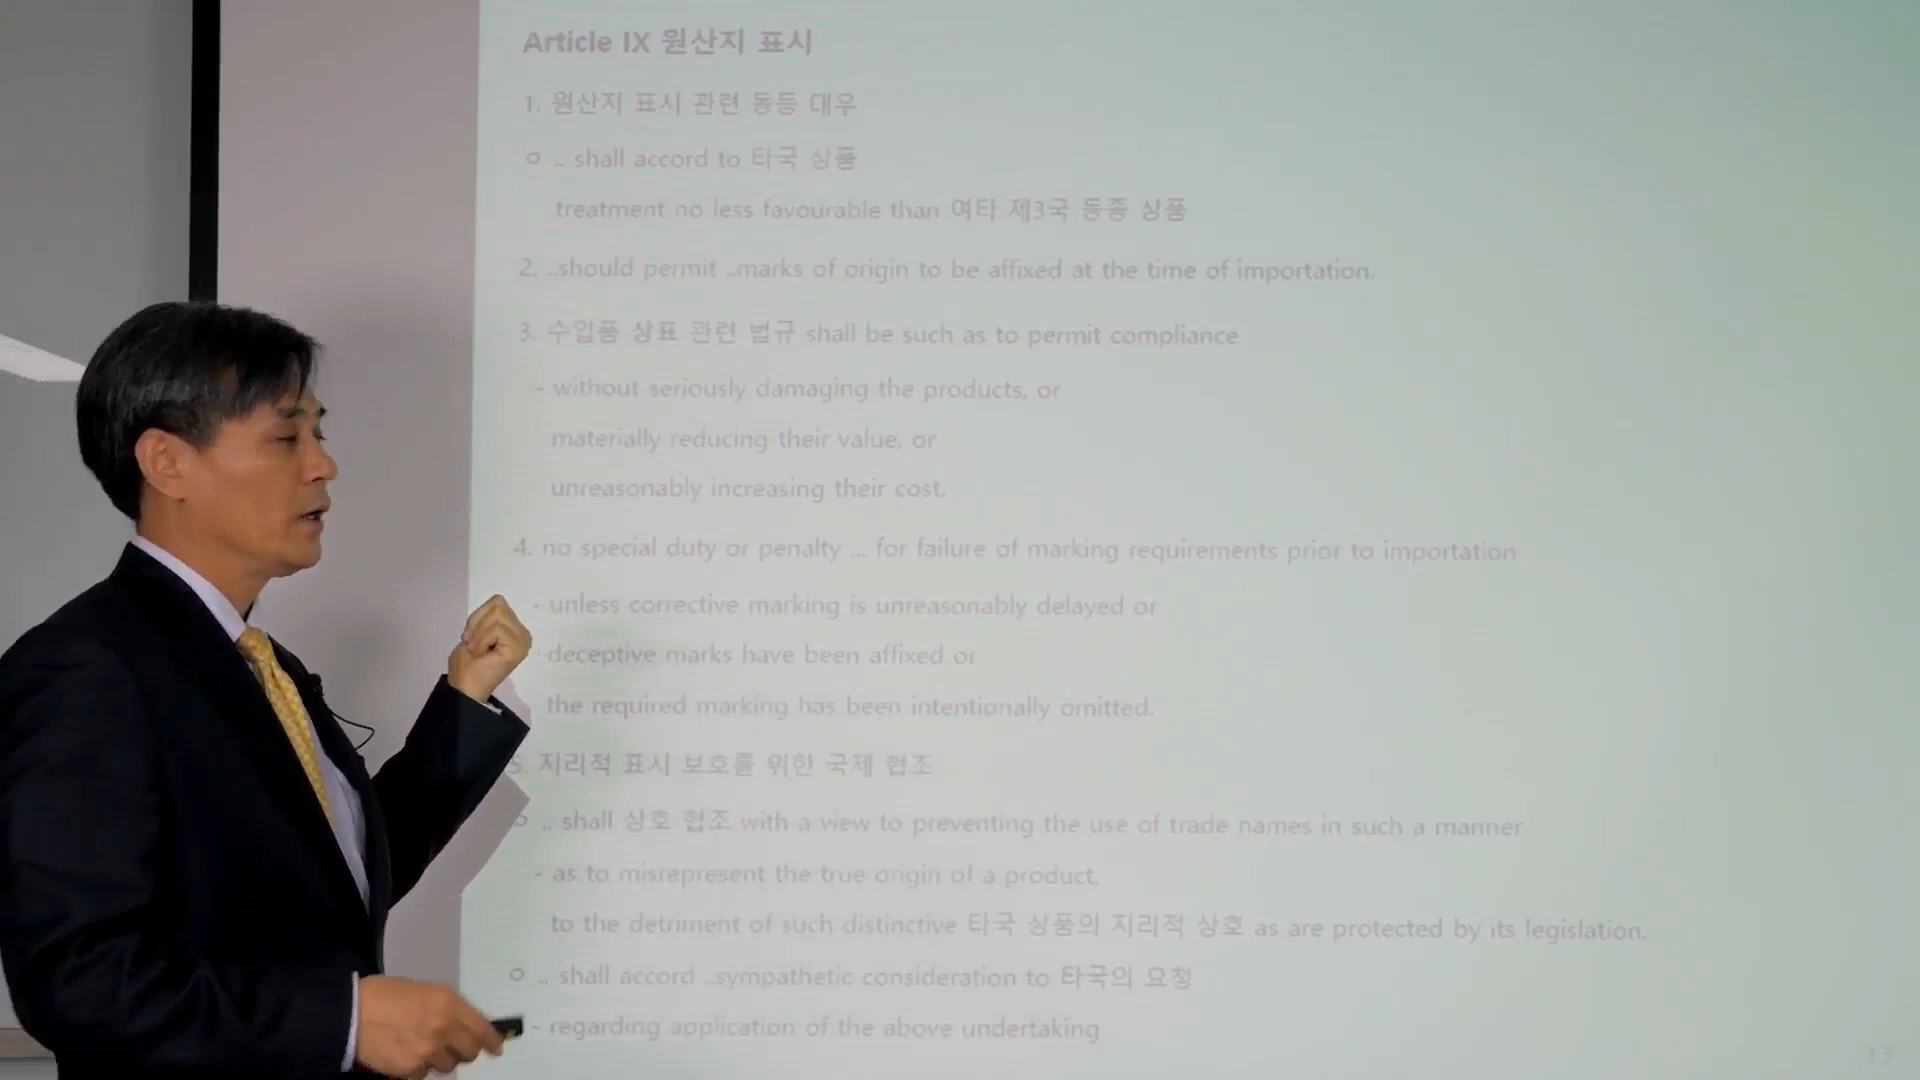 Article IX 원산지 표시
1. 원산지 표시 관련 동등 대우
ㅇ .. shall accord to 타국 상품
treatment no less favourable than 여타 제3국 동종 상품
2. ..should permit ..marks of origin to be affixed at the time of importation.
3. 수입품 상표 관련 법규 shall be such as to permit compliance
- without seriously damaging the products, or
materially reducing their value, or
unreasonably increasing their cost.
4. no special duty or penalty ... for failure of marking requirements prior to importation
- unless corrective marking is unreasonably delayed or
deceptive marks have been affixed or
the required marking has been intentionally omitted.
5. 지리적 표시 보호를 위한 국제 협조
ㅇ .. shall 상호 협조 with a view to preventing the use of trade names in such a manner
- as to misrepresent the true origin of a product,
to the detriment of such distinctive 타국 상품의 지리적 상호 as are protected by its legislation.
ㅇ .. shall accord ..sympathetic consideration to 타국의 요청
- regarding application of the above undertaking
13